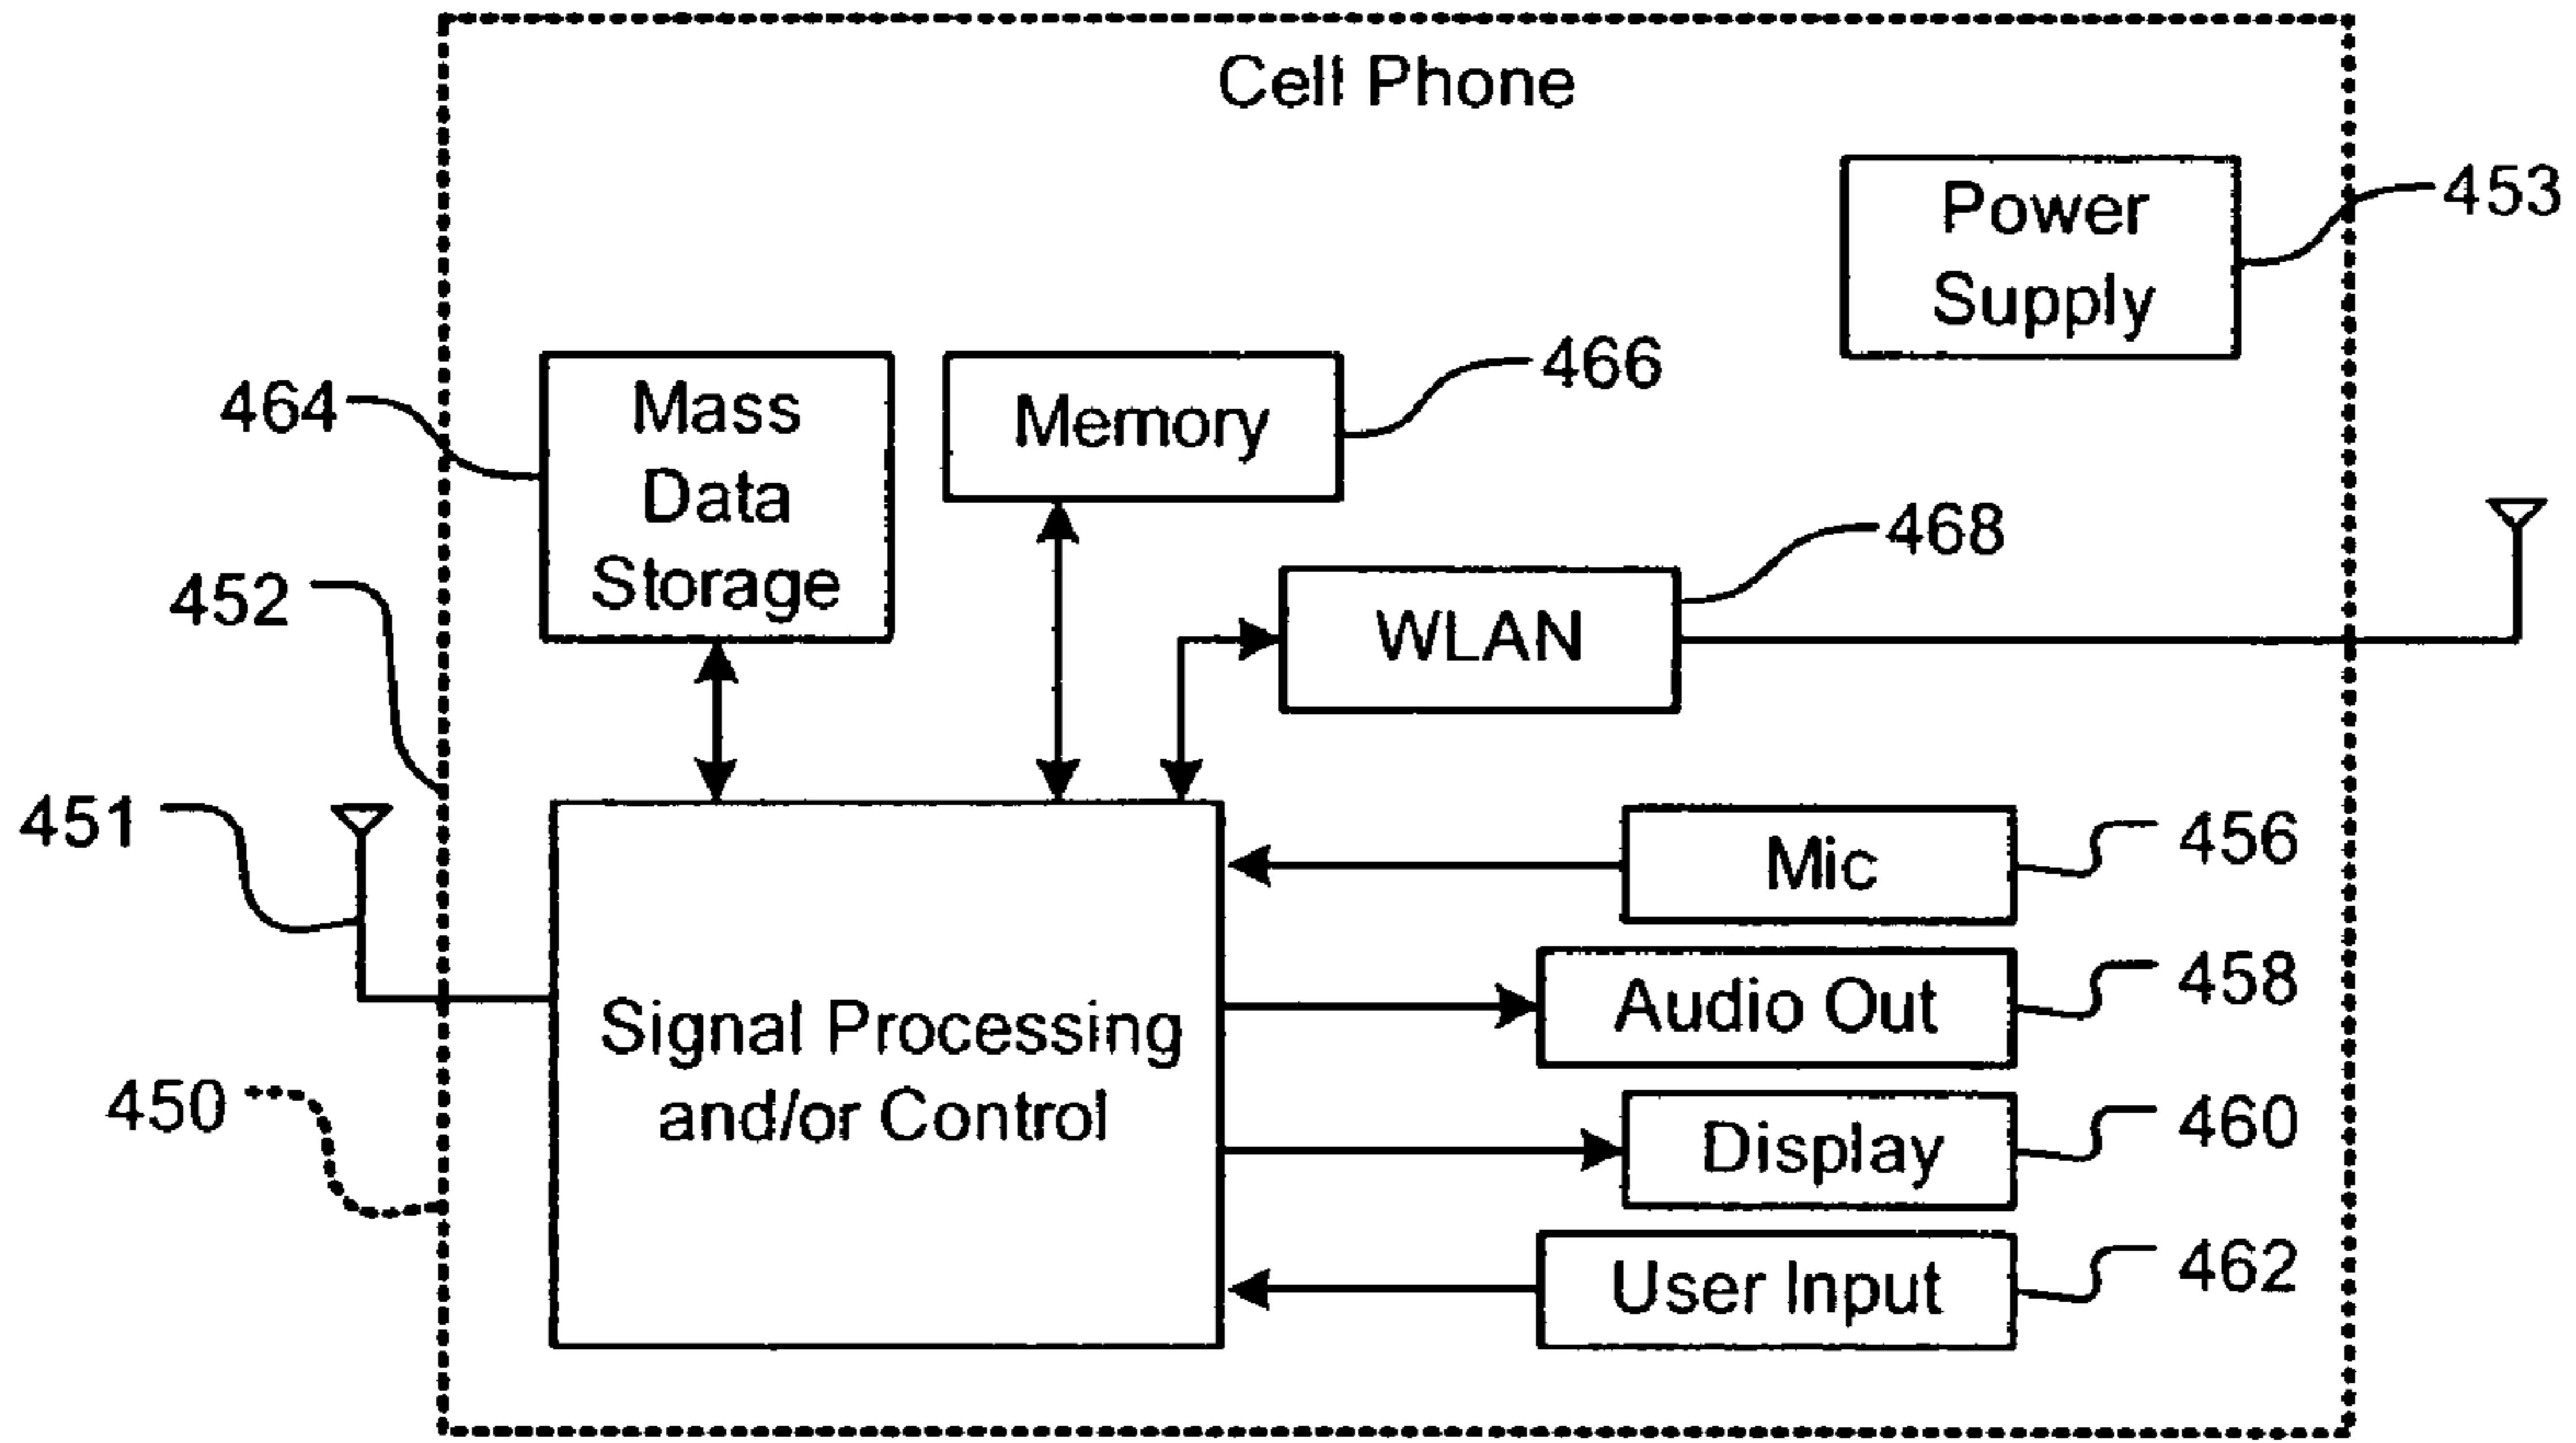 Cell Phone
Power
Supply
453
464
Mass
Data
Storage
Memory
466
468
WLAN
452
451
450
Signal Processing
and/or Control
Mic
456
Audio Out
458
Display
460
User Input
462